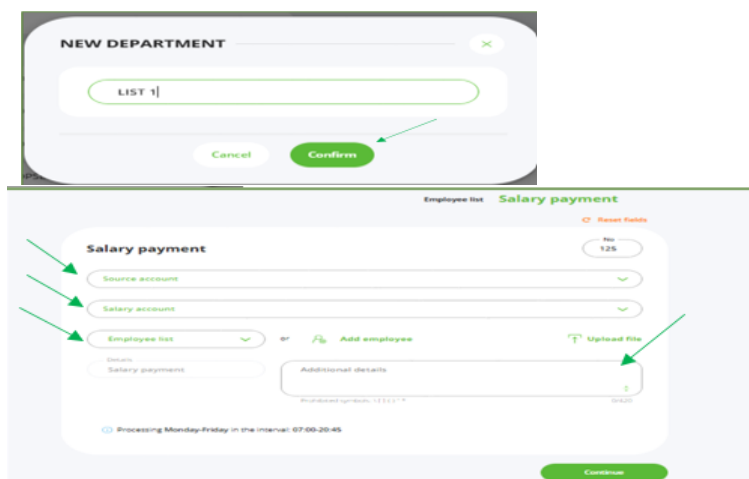 NEW DEPARTMENT
LIST 1
Cancel Confirm
Employee list Salary payment
Reset fields
Salary payment
No
125
Source account
Salary account
Employee list or Add employee Upload file
Details
Salary payment
Additional details
Prohibited symbols:
0/420
Processing Monday-Friday in the interval: 07:00-20:45
Continue